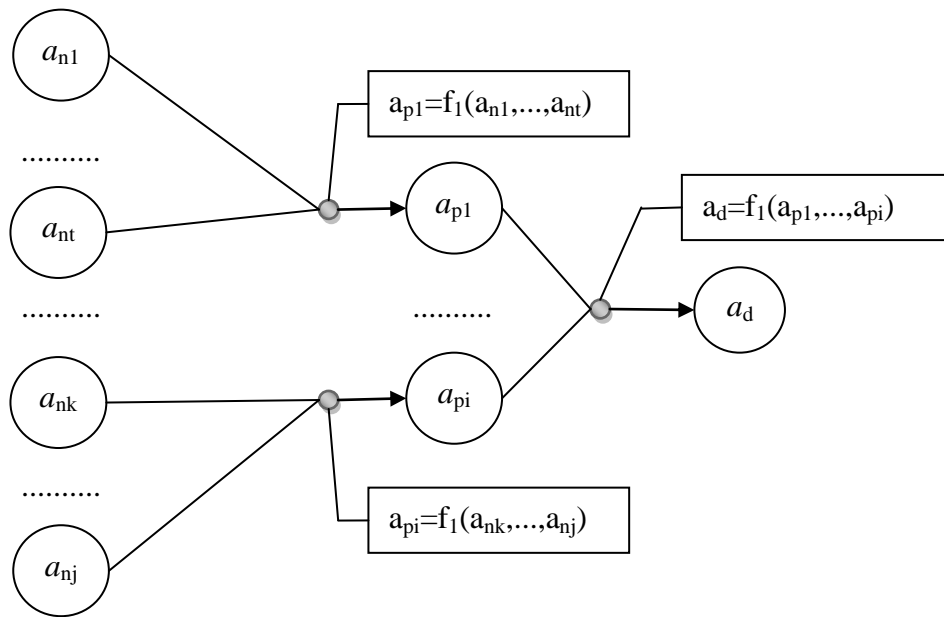 a_n1
a_p1=f_1(a_n1,...,a_nt)
..........
a_nt
a_p1
a_d=f_1(a_p1,...,a_pi)
..........
..........
a_d
a_nk
a_pi
..........
a_pi=f_1(a_nk,...,a_nj)
a_nj